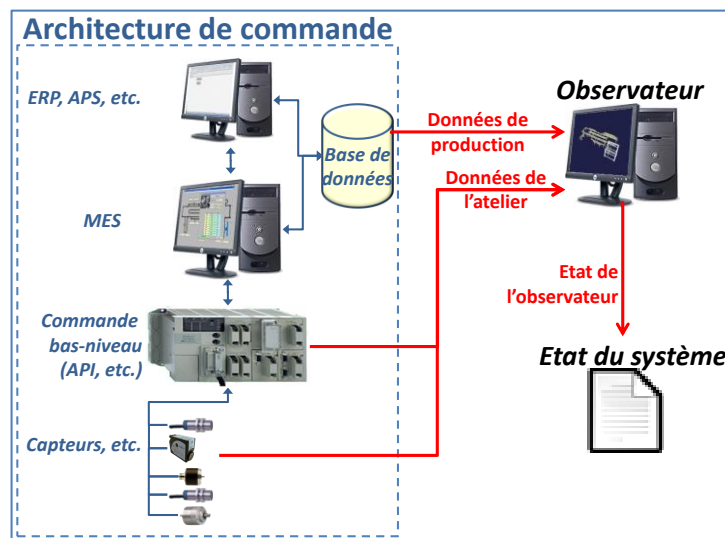 Architecture de commande
ERP, APS, etc.
Base de
données
MES
Commande
bas-niveau
(API, etc.)
Capteurs, etc.
Données de
production
Données de
l'atelier
Observateur
Etat de
l'observateur
Etat du système